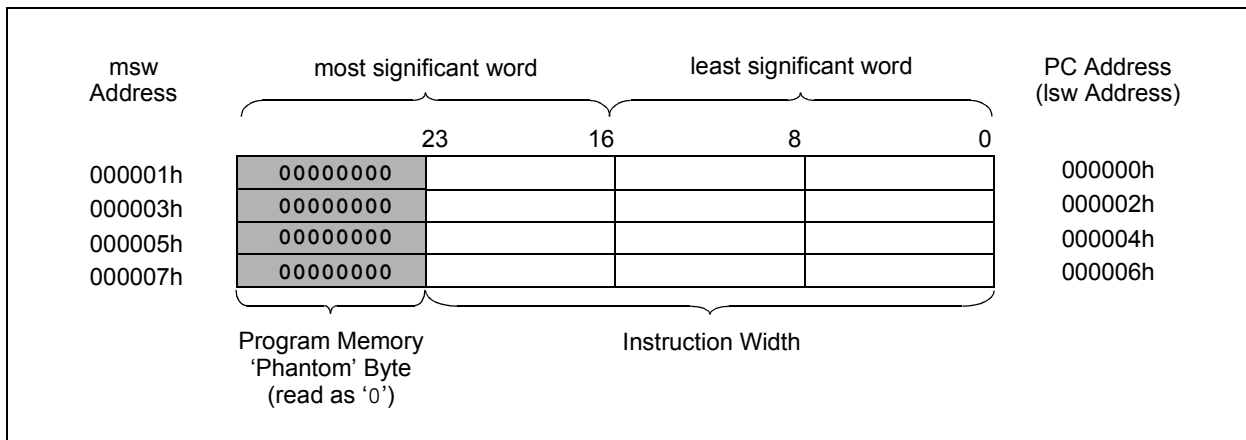 msw
Address
most significant word
least significant word
PC Address
(lsw Address)
23 16 8 0
000001h 00000000 000000h
000003h 00000000 000002h
000005h 00000000 000004h
000007h 00000000 000006h
Program Memory
‘Phantom’ Byte
(read as ‘0’)
Instruction Width